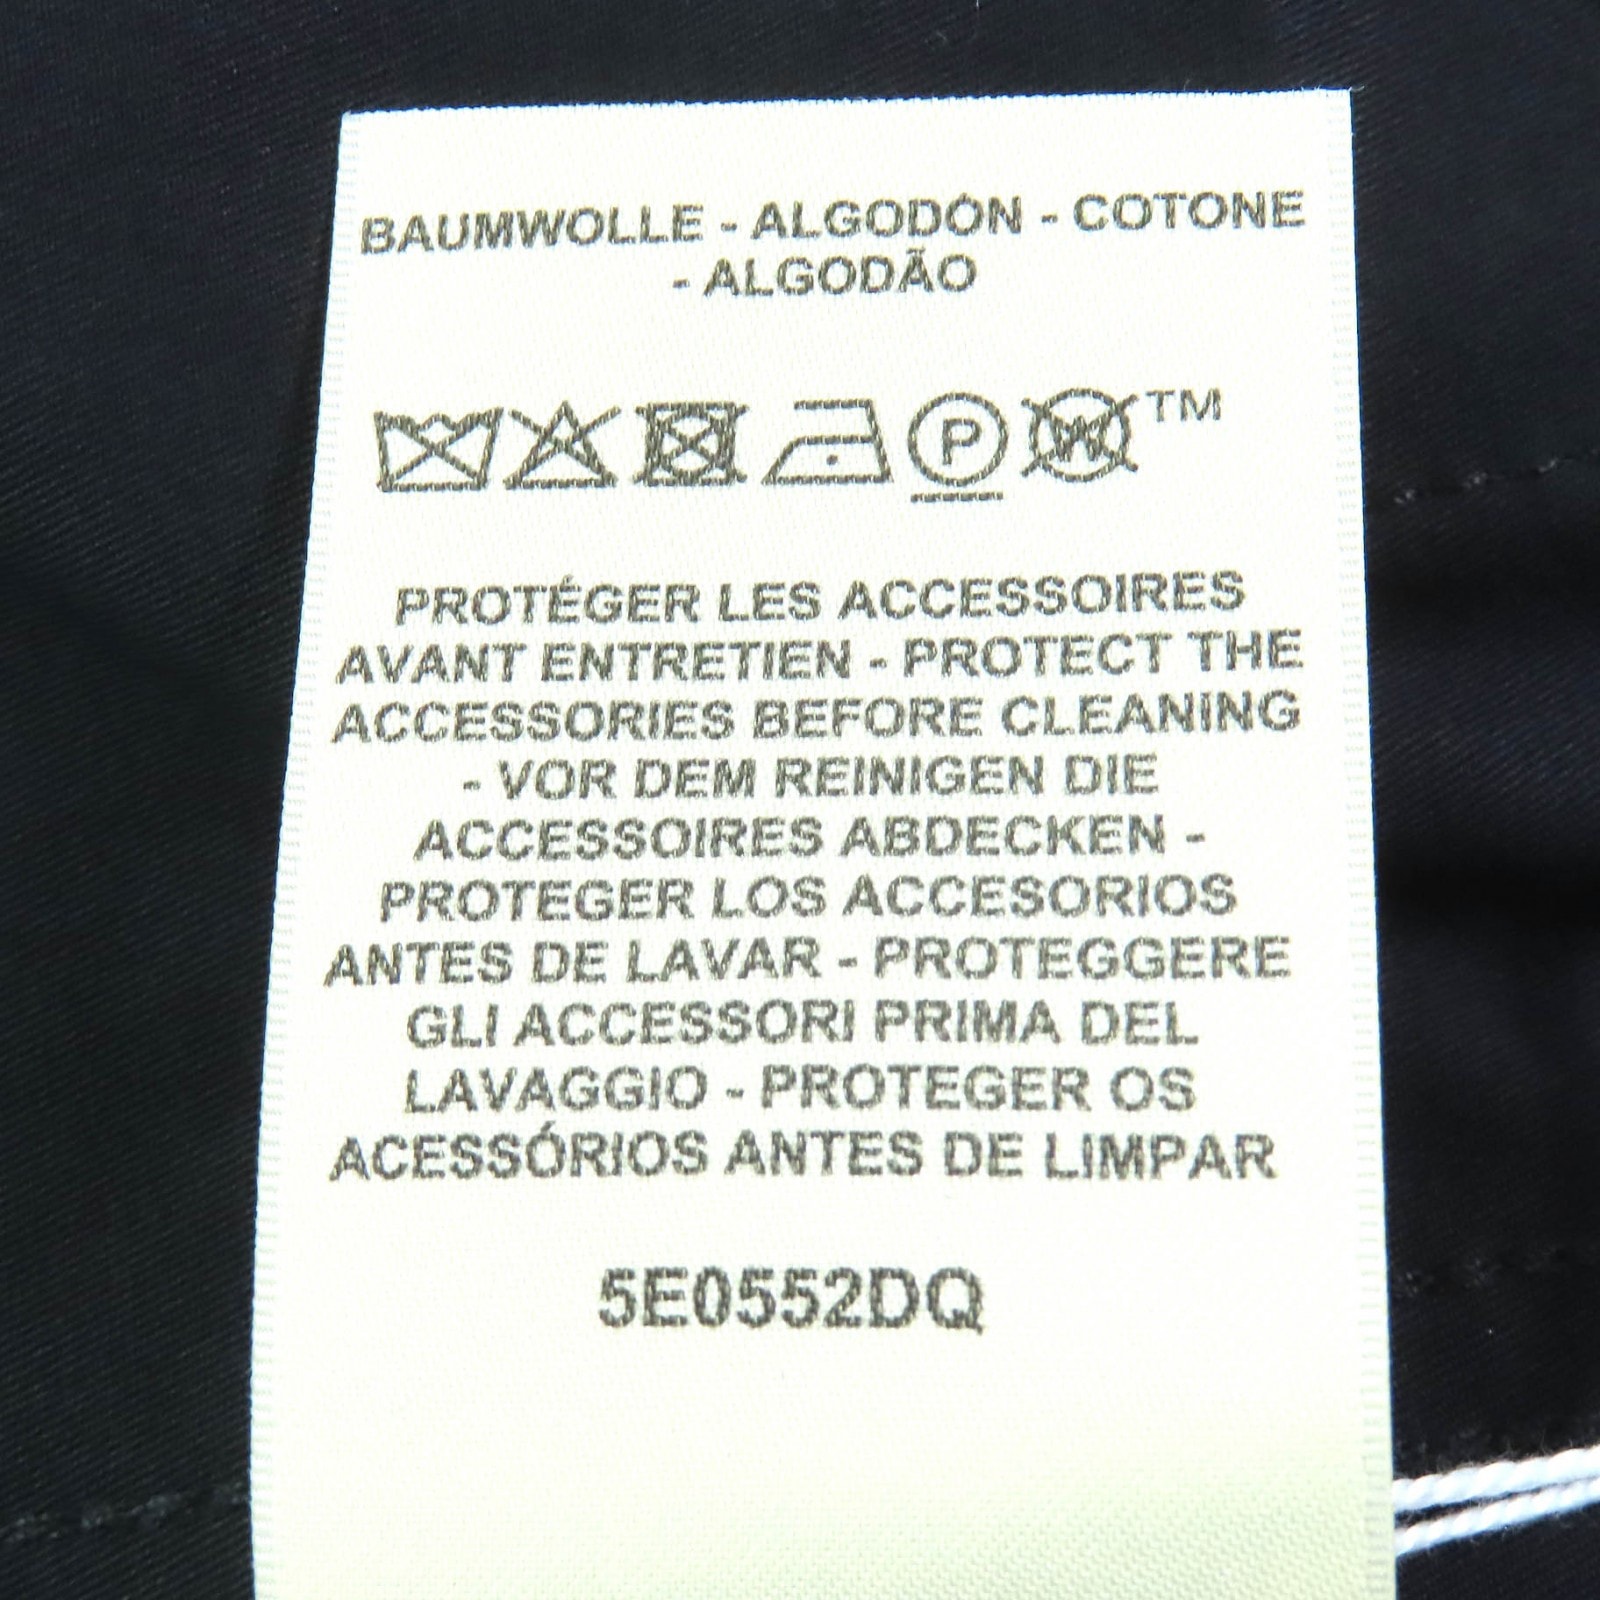 BAUMWOLLE - ALGODÓN - COTONE
- ALGODÃO
P W TM
PROTÉGER LES ACCESSOIRES
AVANT ENTRETIEN - PROTECT THE
ACCESSORIES BEFORE CLEANING
- VOR DEM REINIGEN DIE
ACCESSOIRES ABDECKEN -
PROTEGER LOS ACCESORIOS
ANTES DE LAVAR - PROTEGGERE
GLI ACCESSORI PRIMA DEL
LAVAGGIO - PROTEGER OS
ACESSÓRIOS ANTES DE LIMPAR
5E0552DQ